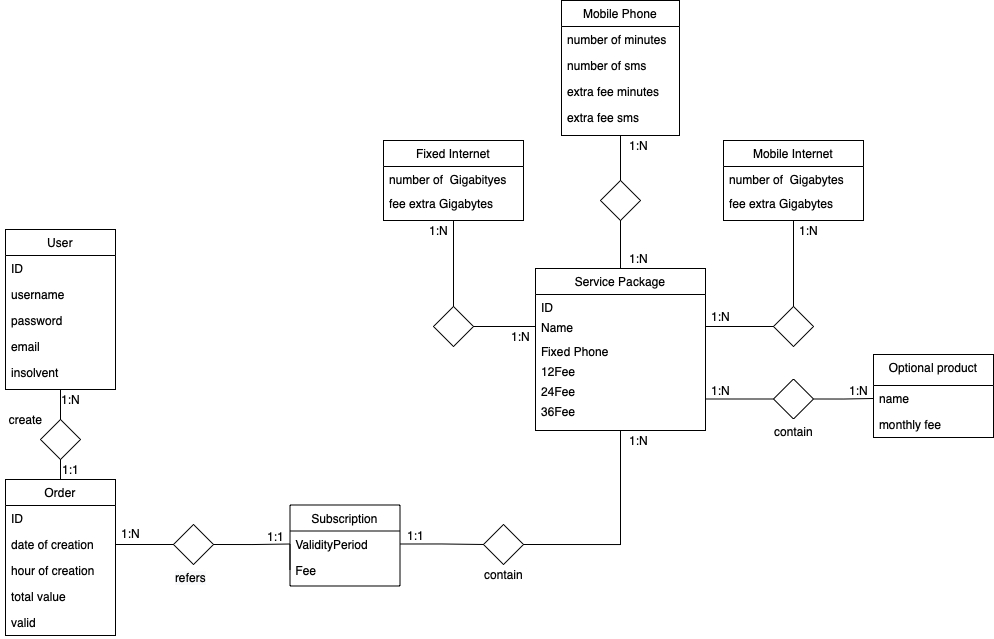 Mobile Phone
number of minutes
number of sms
extra fee minutes
extra fee sms
1:N
1:N
Fixed Internet
number of  Gigabityes
fee extra Gigabytes
1:N
1:N
Mobile Internet
number of  Gigabytes
fee extra Gigabytes
1:N
1:N
User
ID
username
password
email
insolvent
1:N
create
1:1
Service Package
ID
Name
Fixed Phone
12Fee
24Fee
36Fee
1:N
contain
1:N
Optional product
name
monthly fee
1:N
Order
ID
date of creation
hour of creation
total value
valid
1:N
refers
1:1
Subscription
ValidityPeriod
Fee
1:1
contain